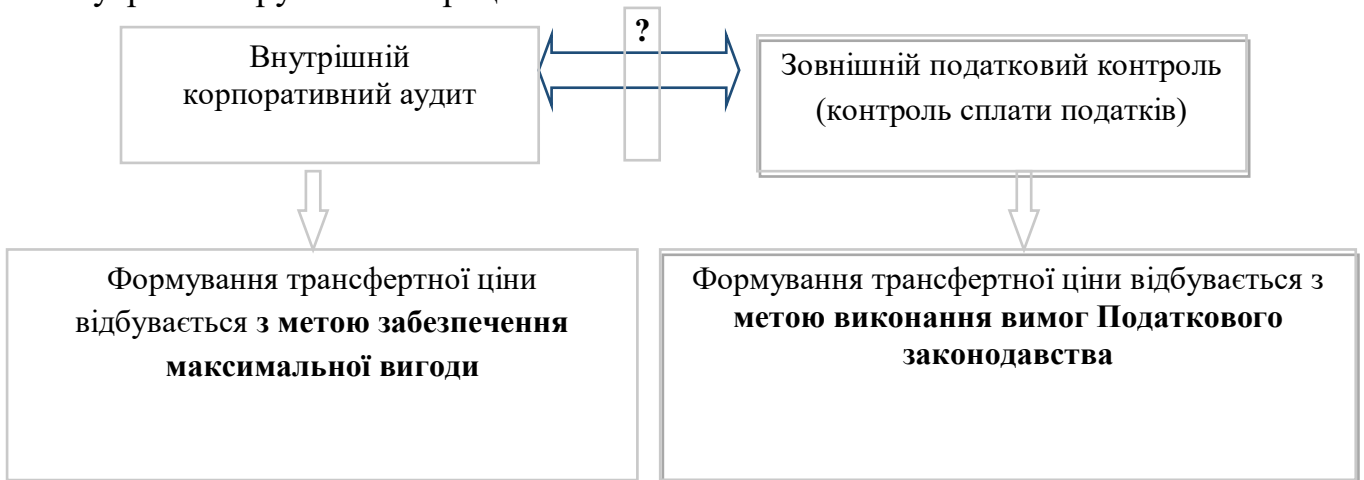 ?
Внутрішній
корпоративний аудит
Зовнішній податковий контроль
(контроль сплати податків)
Формування трансфертної ціни
відбувається з метою забезпечення
максимальної вигоди
Формування трансфертної ціни відбувається з
метою виконання вимог Податкового
законодавства